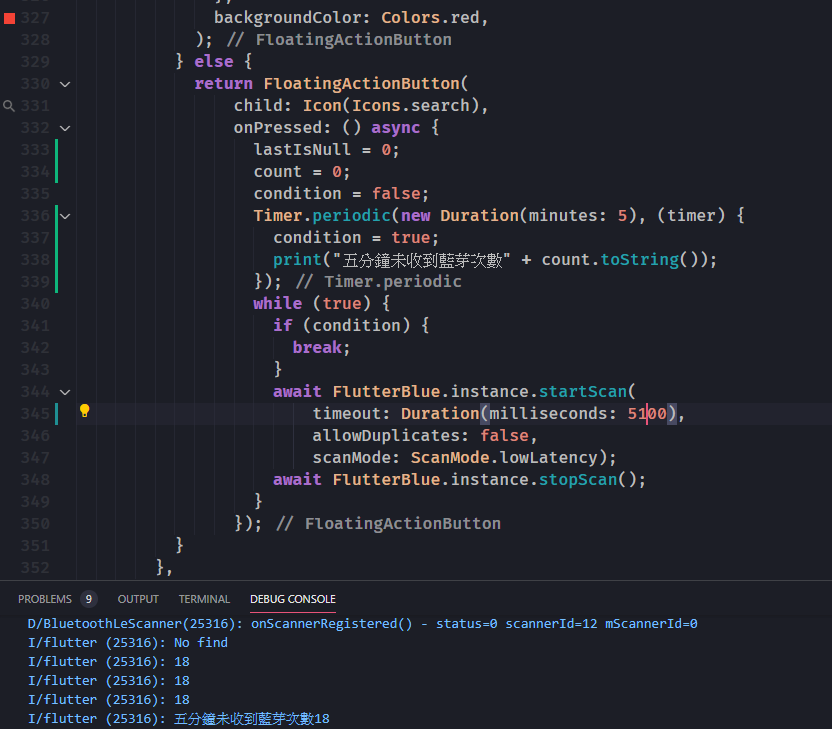 327 backgroundColor: Colors.red,
328 ); // FloatingActionButton
329 } else {
330 return FloatingActionButton(
331 child: Icon(Icons.search),
332 onPressed: () async {
333 lastIsNull = 0;
334 count = 0;
335 condition = false;
336 Timer.periodic(new Duration(minutes: 5), (timer) {
337 condition = true;
338 print("五分鐘未收到藍芽次數" + count.toString());
339 }); // Timer.periodic
340 while (true) {
341 if (condition) {
342 break;
343 }
344 await FlutterBlue.instance.startScan(
345 timeout: Duration(milliseconds: 5100),
346 allowDuplicates: false,
347 scanMode: ScanMode.lowLatency);
348 await FlutterBlue.instance.stopScan();
349 }
350 }); // FloatingActionButton
351 }
352 },
PROBLEMS 9 OUTPUT TERMINAL DEBUG CONSOLE
D/BluetoothLeScanner(25316): onScannerRegistered() - status=0 scannerId=12 mScannerId=0
I/flutter (25316): No find
I/flutter (25316): 18
I/flutter (25316): 18
I/flutter (25316): 18
I/flutter (25316): 五分鐘未收到藍芽次數18